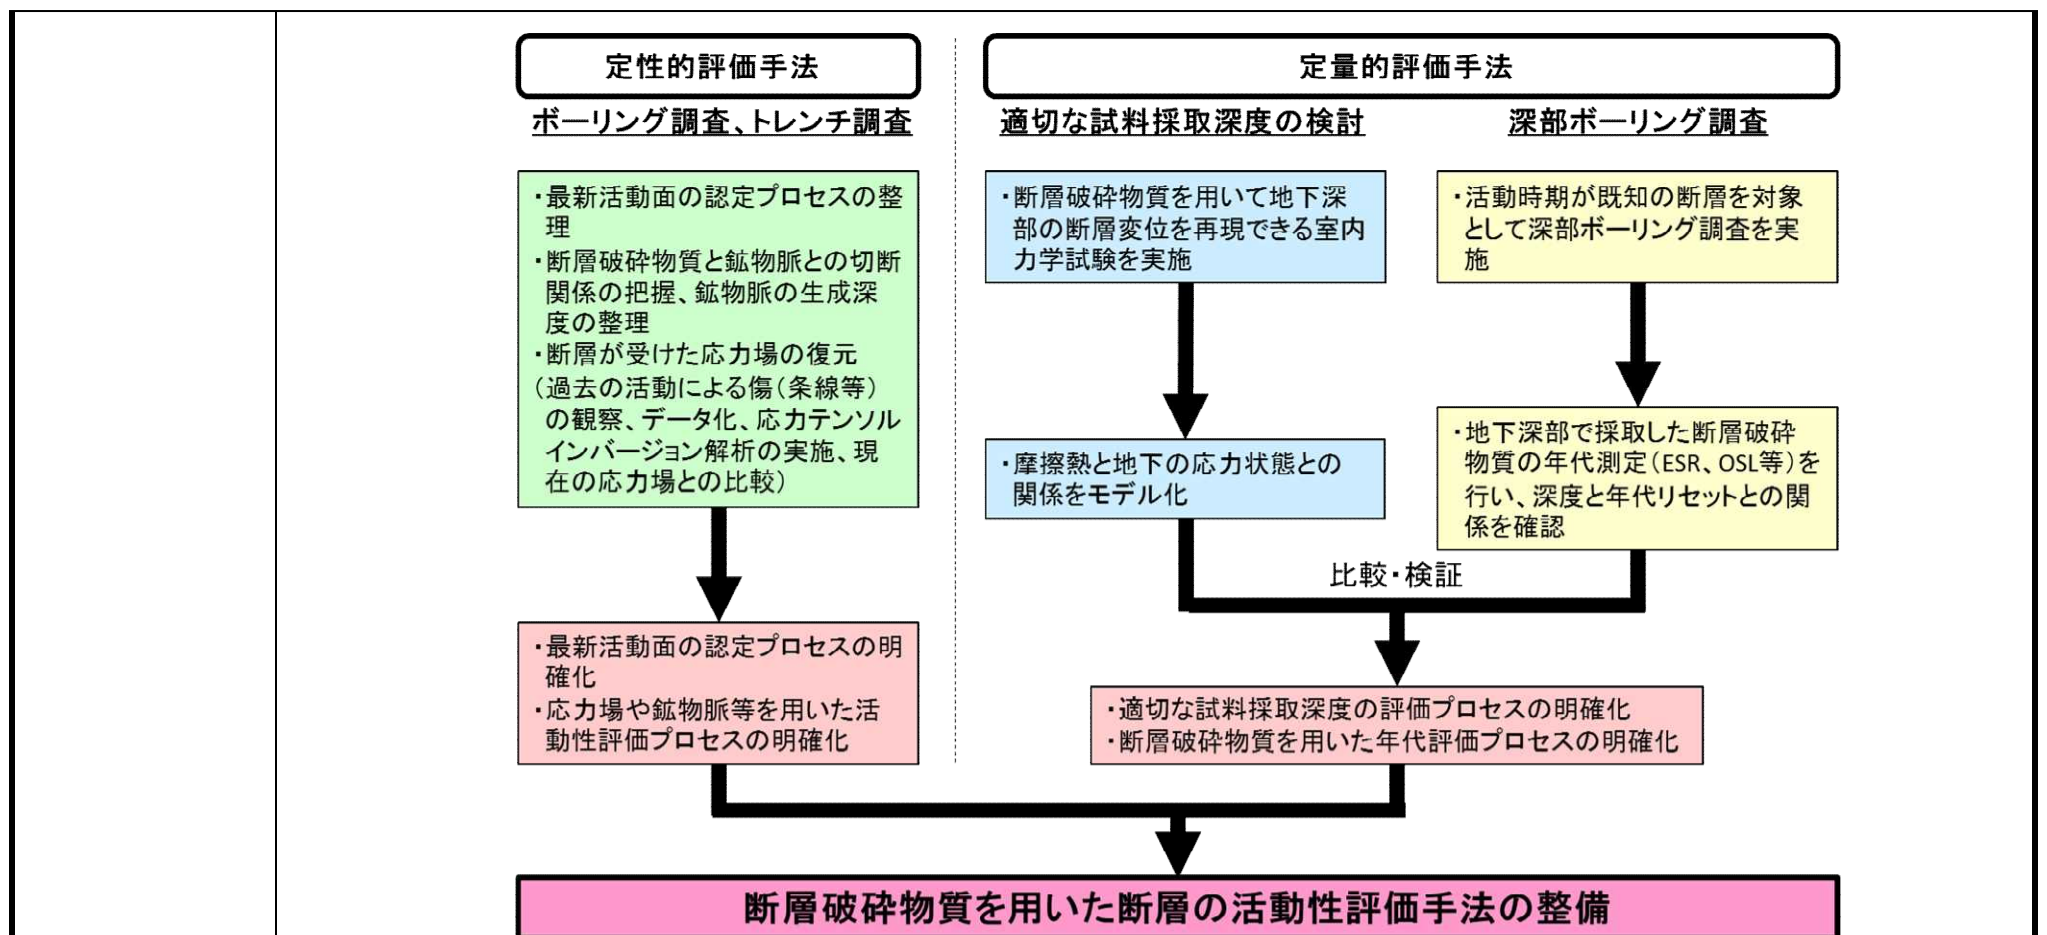 定性的評価手法
ボーリング調査、トレンチ調査
・最新活動面の認定プロセスの整
理
・断層破砕物質と鉱物脈との切断
関係の把握、鉱物脈の生成深
度の整理
・断層が受けた応力場の復元
(過去の活動による傷(条線等)
の観察、データ化、応力テンソル
インバージョン解析の実施、現
在の応力場との比較)
・最新活動面の認定プロセスの明
確化
・応力場や鉱物脈等を用いた活
動性評価プロセスの明確化
定量的評価手法
適切な試料採取深度の検討
・断層破砕物質を用いて地下深
部の断層変位を再現できる室内
力学試験を実施
・摩擦熱と地下の応力状態との
関係をモデル化
深部ボーリング調査
・活動時期が既知の断層を対象
として深部ボーリング調査を実
施
・地下深部で採取した断層破砕
物質の年代測定(ESR、OSL等)を
行い、深度と年代リセットとの関
係を確認
比較・検証
・適切な試料採取深度の評価プロセスの明確化
・断層破砕物質を用いた年代評価プロセスの明確化
断層破砕物質を用いた断層の活動性評価手法の整備